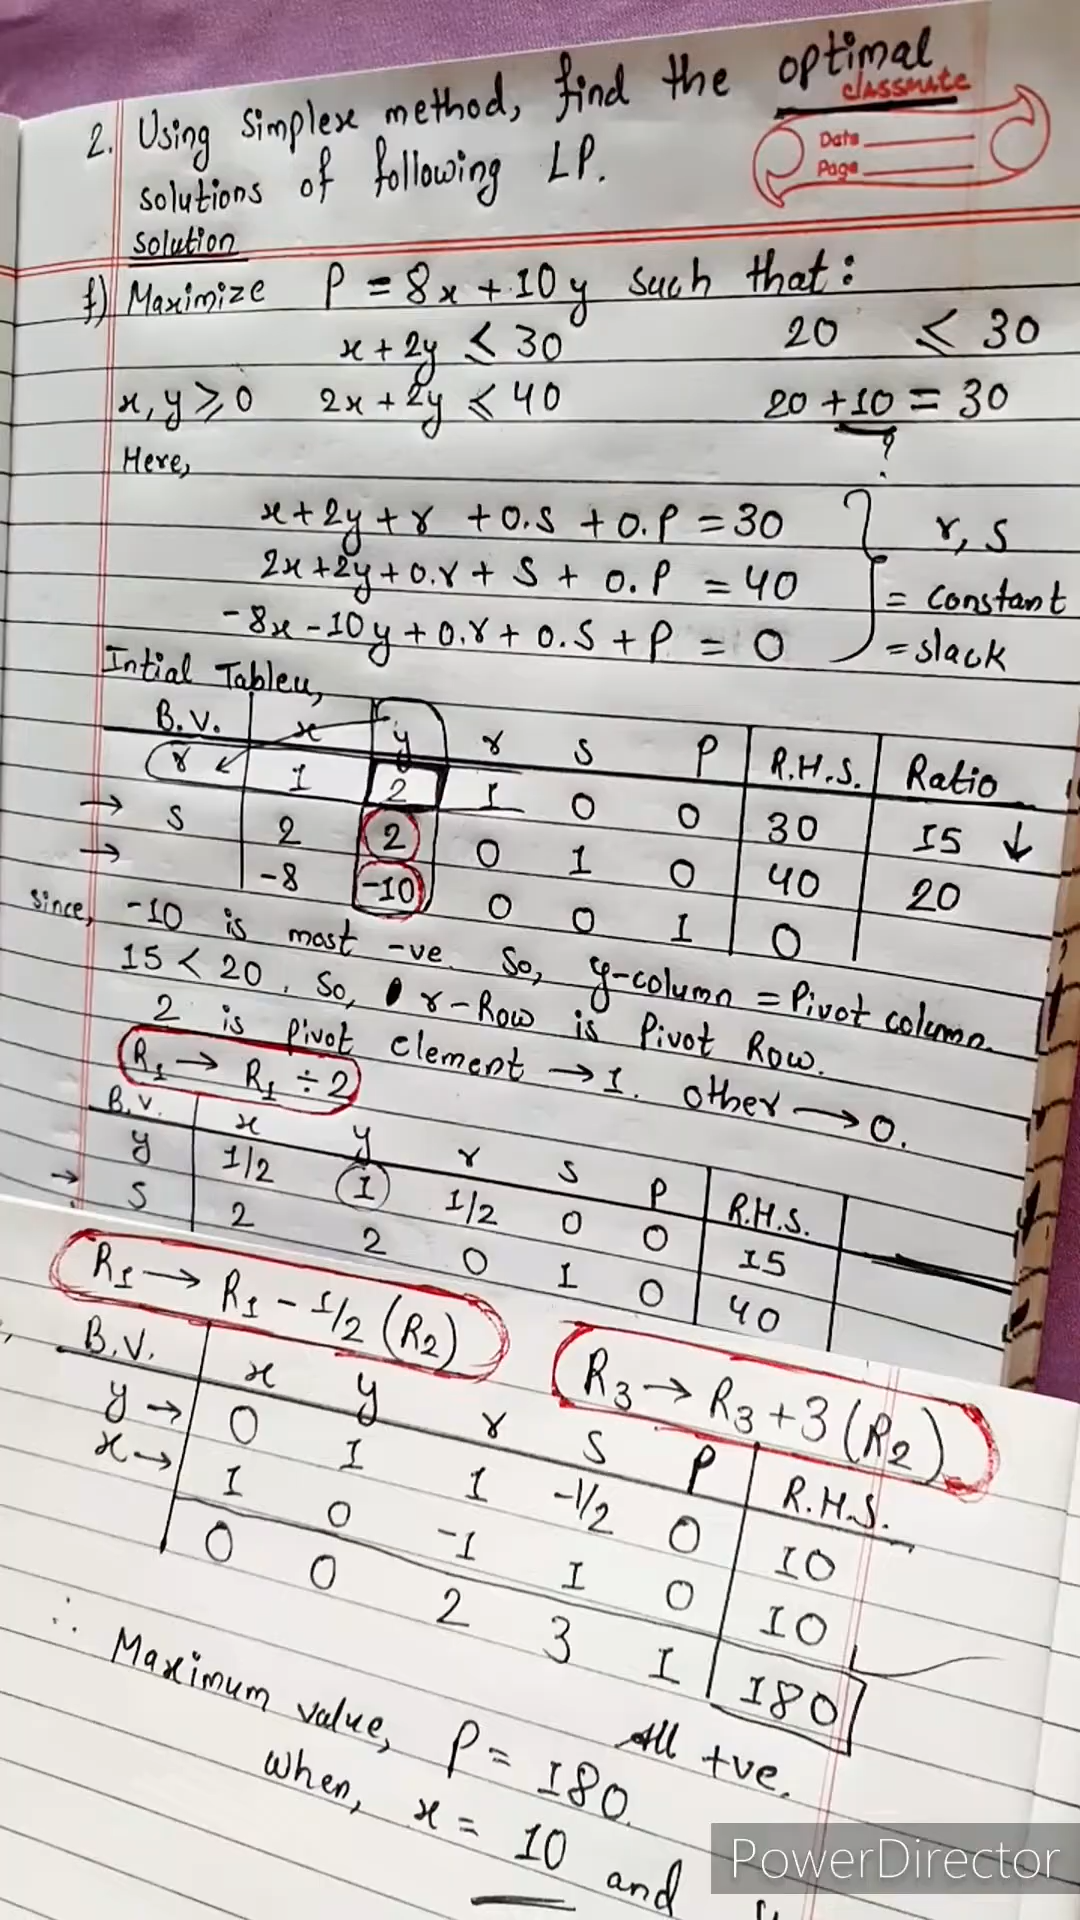 2. Using Simplex method, find the optimal
classmate
Date
Page
solutions of following LP.
Solution
f) Maximize P = 8x + 10y such that:
x + 2y ≤ 30 20 ≤ 30
x, y ≥ 0 2x + 2y ≤ 40 20 + 10 = 30
?
Here,
x + 2y + r + 0.s + 0.P = 30
2x + 2y + 0.r + s + 0.P = 40
-8x - 10y + 0.r + 0.s + P = 0
r, s
= constant
= slack
Intial Tableu,
B.V. x y r s P R.H.S. Ratio
r 1 2 1 0 0 30 15 ↓
→ s 2 2 0 1 0 40 20
→ -8 -10 0 0 1 0
Since, -10 is most -ve. So, y-column = Pivot column.
15 < 20. So, r-Row is Pivot Row.
2 is pivot element → 1. other → 0.
R1 → R1 ÷ 2
B.V. x y r s P R.H.S.
y 1/2 1 1/2 0 0 15
→ s 2 2 0 1 0 40
R1 → R1 - 1/2 (R2) R3 → R3 + 3(R2)
B.V. x y r s P R.H.S.
y → 0 1 1 -1/2 0 10
x → 1 0 -1 1 0 10
0 0 2 3 1 180
∴ Maximum value, P = 180. All +ve.
when, x = 10 and
PowerDirector